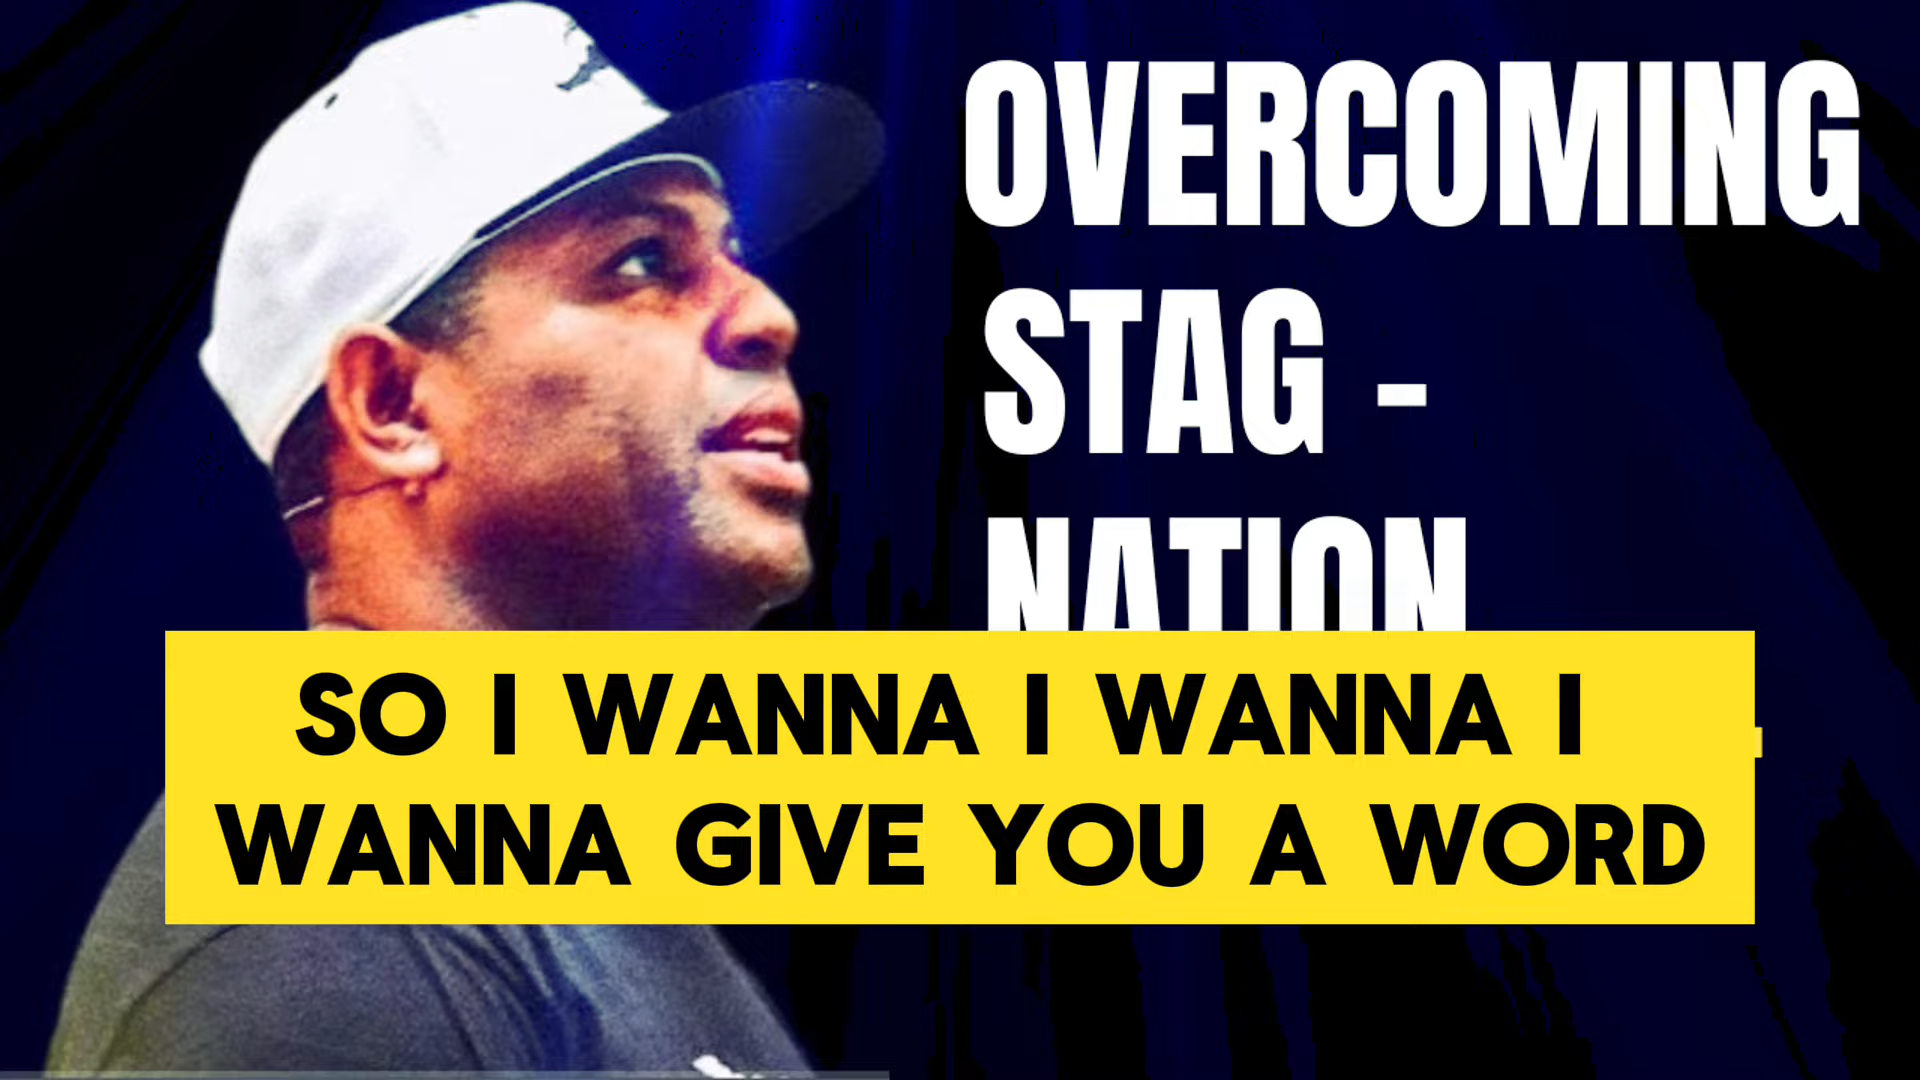 OVERCOMING
STAG -
NATION
SO I WANNA I WANNA I
WANNA GIVE YOU A WORD